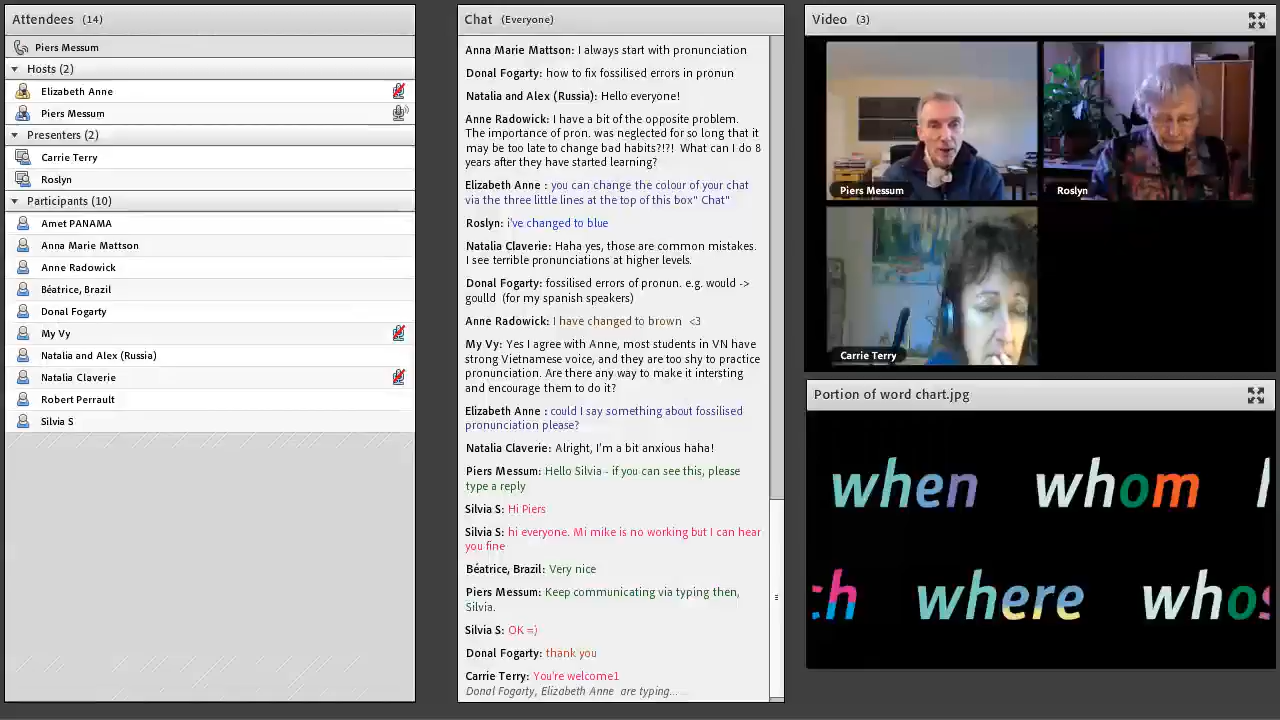 Attendees (14)
Piers Messum
Hosts (2)
Elizabeth Anne
Piers Messum
Presenters (2)
Carrie Terry
Roslyn
Participants (10)
Amet PANAMA
Anna Marie Mattson
Anne Radowick
Béatrice, Brazil
Donal Fogarty
My Vy
Natalia and Alex (Russia)
Natalia Claverie
Robert Perrault
Silvia S
Chat (Everyone)
Anna Marie Mattson: I always start with pronunciation
Donal Fogarty: how to fix fossilised errors in pronun
Natalia and Alex (Russia): Hello everyone!
Anne Radowick: I have a bit of the opposite problem.
The importance of pron. was neglected for so long that it
may be too late to change bad habits?!?! What can I do 8
years after they have started learning?
Elizabeth Anne : you can change the colour of your chat
via the three little lines at the top of this box" Chat"
Roslyn: i've changed to blue
Natalia Claverie: Haha yes, those are common mistakes.
I see terrible pronunciations at higher levels.
Donal Fogarty: fossilised errors of pronun. e.g. would ->
goulld (for my spanish speakers)
Anne Radowick: I have changed to brown <3
My Vy: Yes I agree with Anne, most students in VN have
strong Vietnamese voice, and they are too shy to practice
pronunciation. Are there any way to make it intersting
and encourage them to do it?
Elizabeth Anne : could I say something about fossilised
pronunciation please?
Natalia Claverie: Alright, I'm a bit anxious haha!
Piers Messum: Hello Silvia - if you can see this, please
type a reply
Silvia S: Hi Piers
Silvia S: hi everyone. Mi mike is no working but I can hear
you fine
Béatrice, Brazil: Very nice
Piers Messum: Keep communicating via typing then,
Silvia.
Silvia S: OK =)
Donal Fogarty: thank you
Carrie Terry: You're welcome1
Donal Fogarty, Elizabeth Anne are typing...
Video (3)
Piers Messum
Roslyn
Carrie Terry
Portion of word chart.jpg
when whom
ch where whos